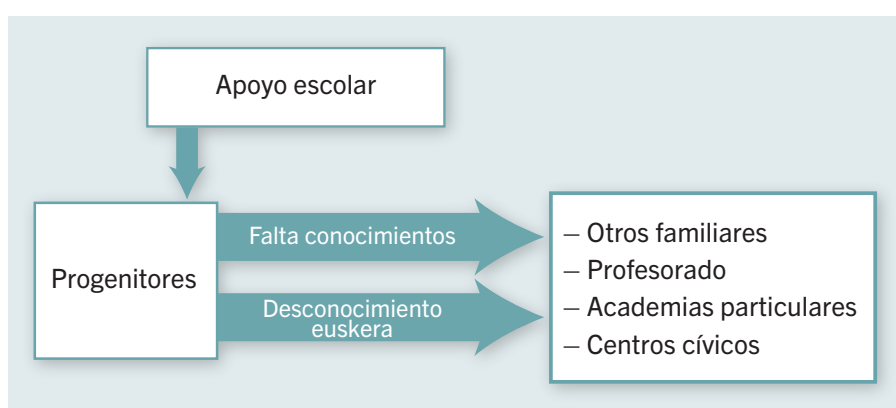 Apoyo escolar
Progenitores
Falta conocimientos
Desconocimiento
euskera
– Otros familiares
– Profesorado
– Academias particulares
– Centros cívicos